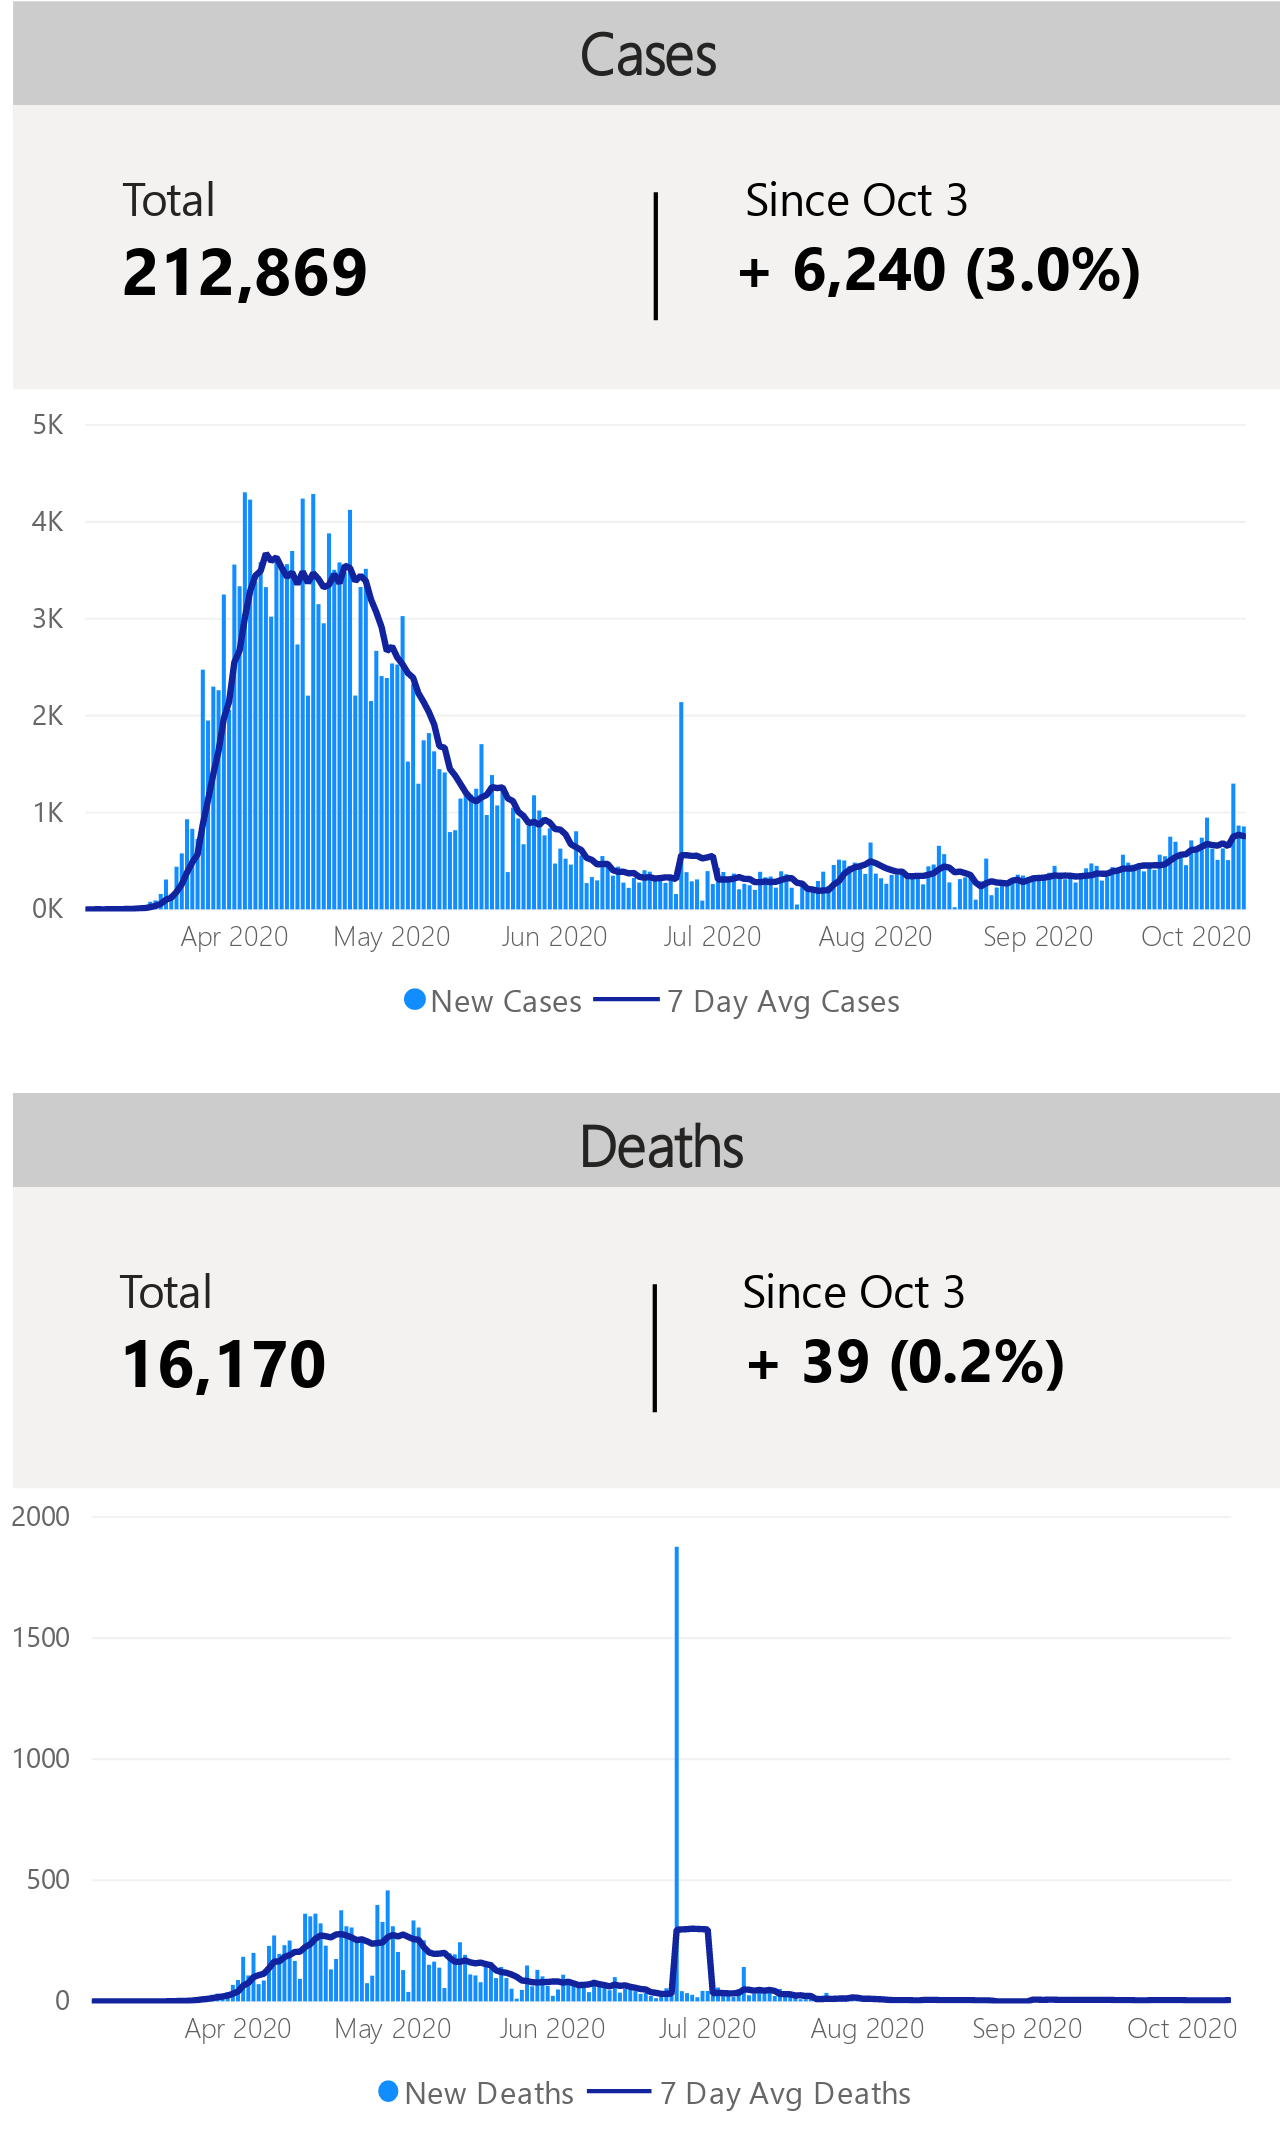 Cases
Total
Since Oct 3
212,869
+ 6,240 (3.0%)
5K
4K
3K
2K
1K
0K
Apr 2020 May 2020 Jun 2020 Jul 2020 Aug 2020 Sep 2020 Oct 2020
New Cases 7 Day Avg Cases
Deaths
Total
Since Oct 3
16,170
+ 39 (0.2%)
2000
1500
1000
500
0
Apr 2020 May 2020 Jun 2020 Jul 2020 Aug 2020 Sep 2020 Oct 2020
New Deaths 7 Day Avg Deaths